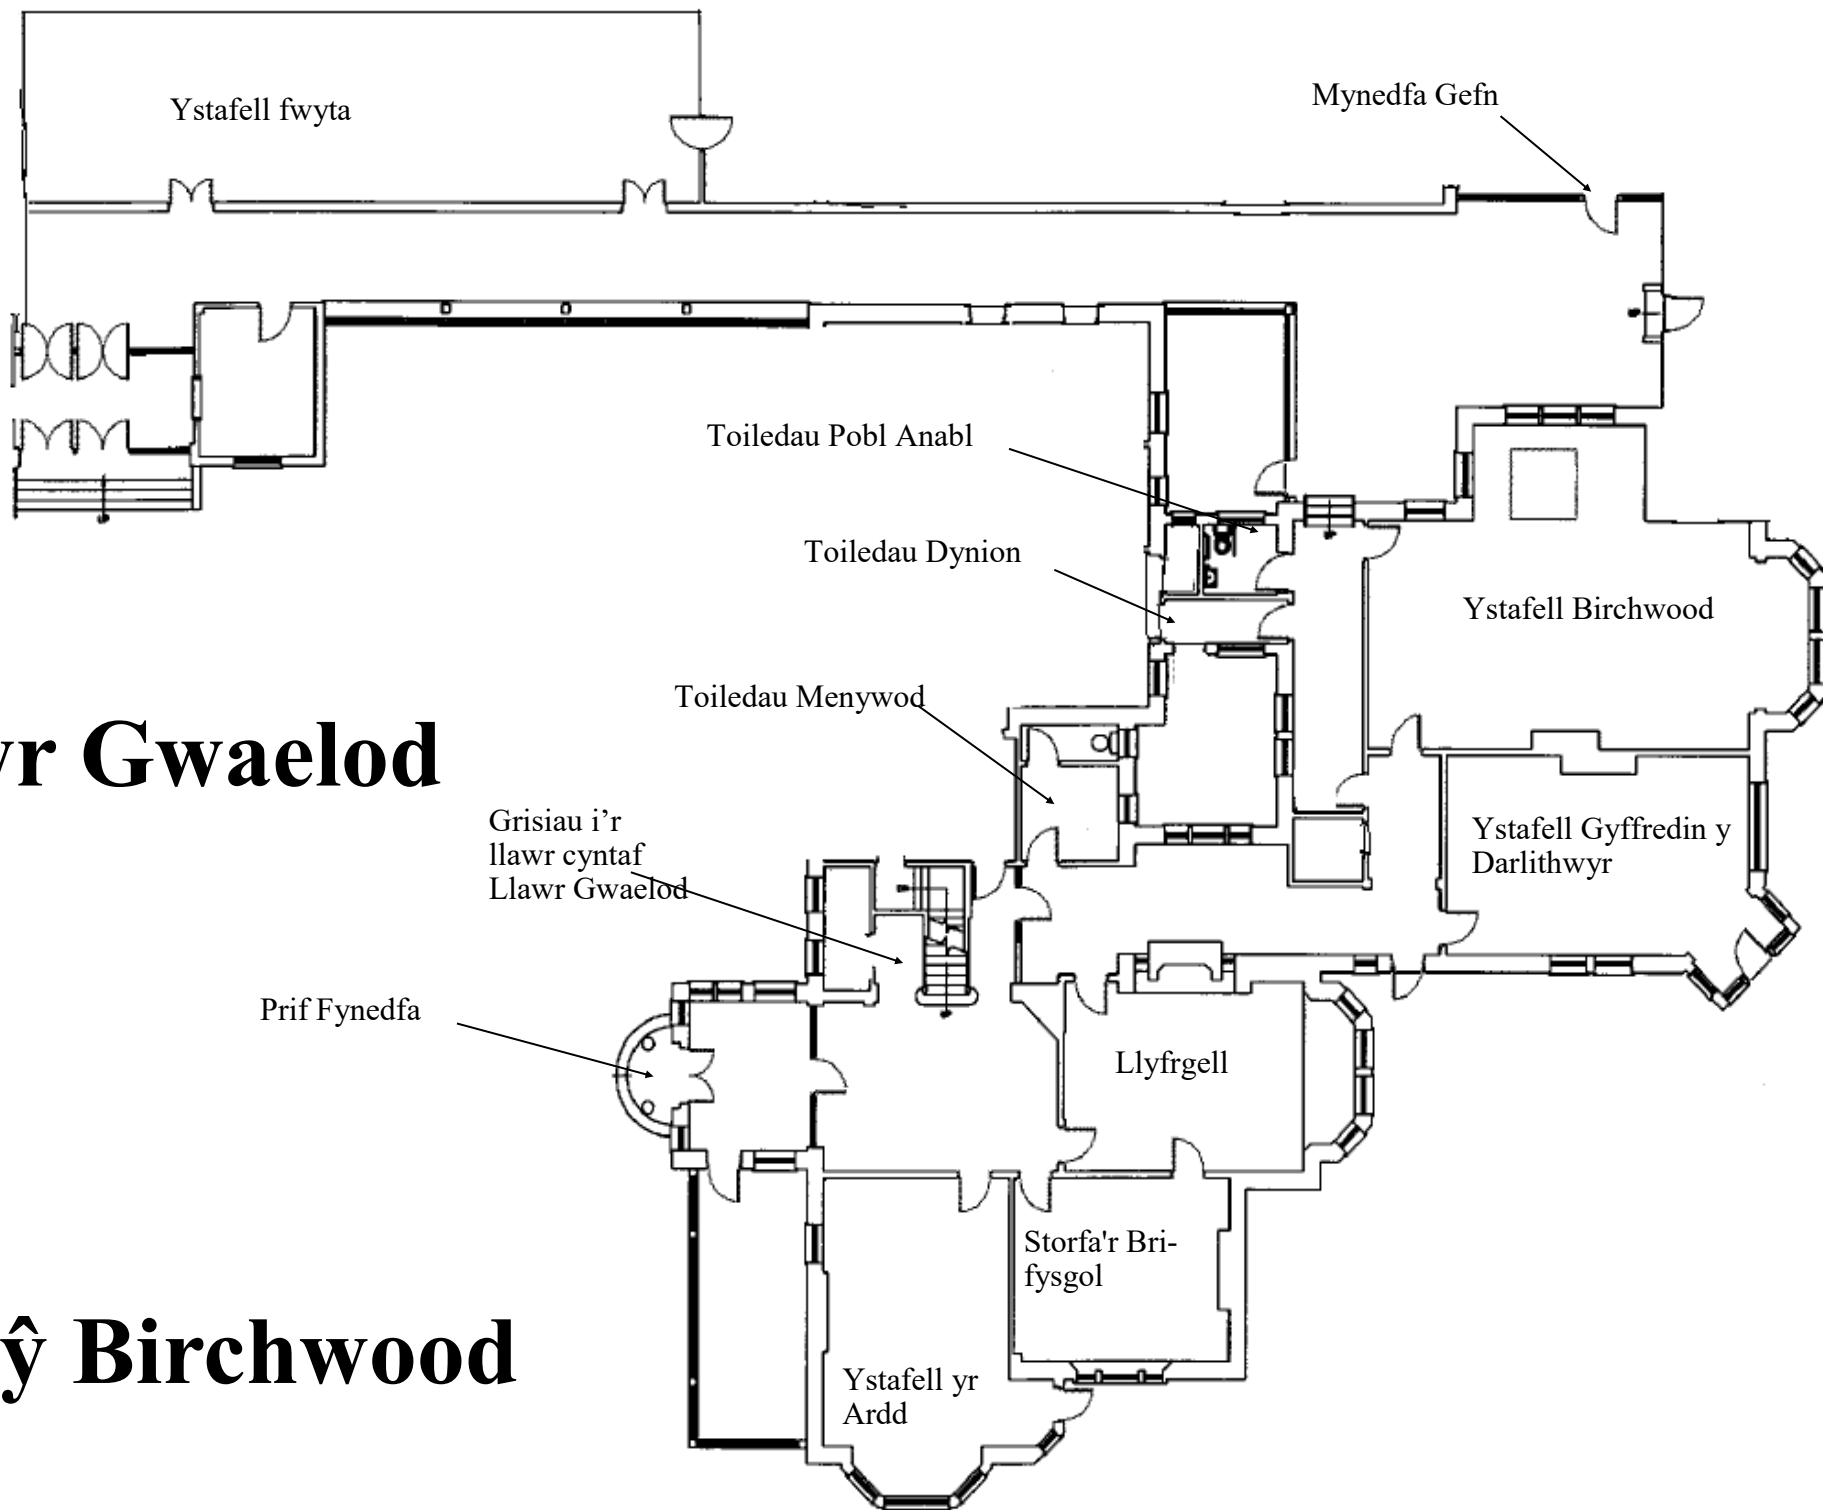 Ystafell fwyta
Mynedfa Gefn
Toiledau Pobl Anabl
Toiledau Dynion
Ystafell Birchwood
Toiledau Menywod
yr Gwaelod
Grisiau i’r
llawr cyntaf
Llawr Gwaelod
Ystafell Gyffredin y
Darlithwyr
Prif Fynedfa
Llyfrgell
Storfa'r Bri-
fysgol
ŷ Birchwood
Ystafell yr
Ardd